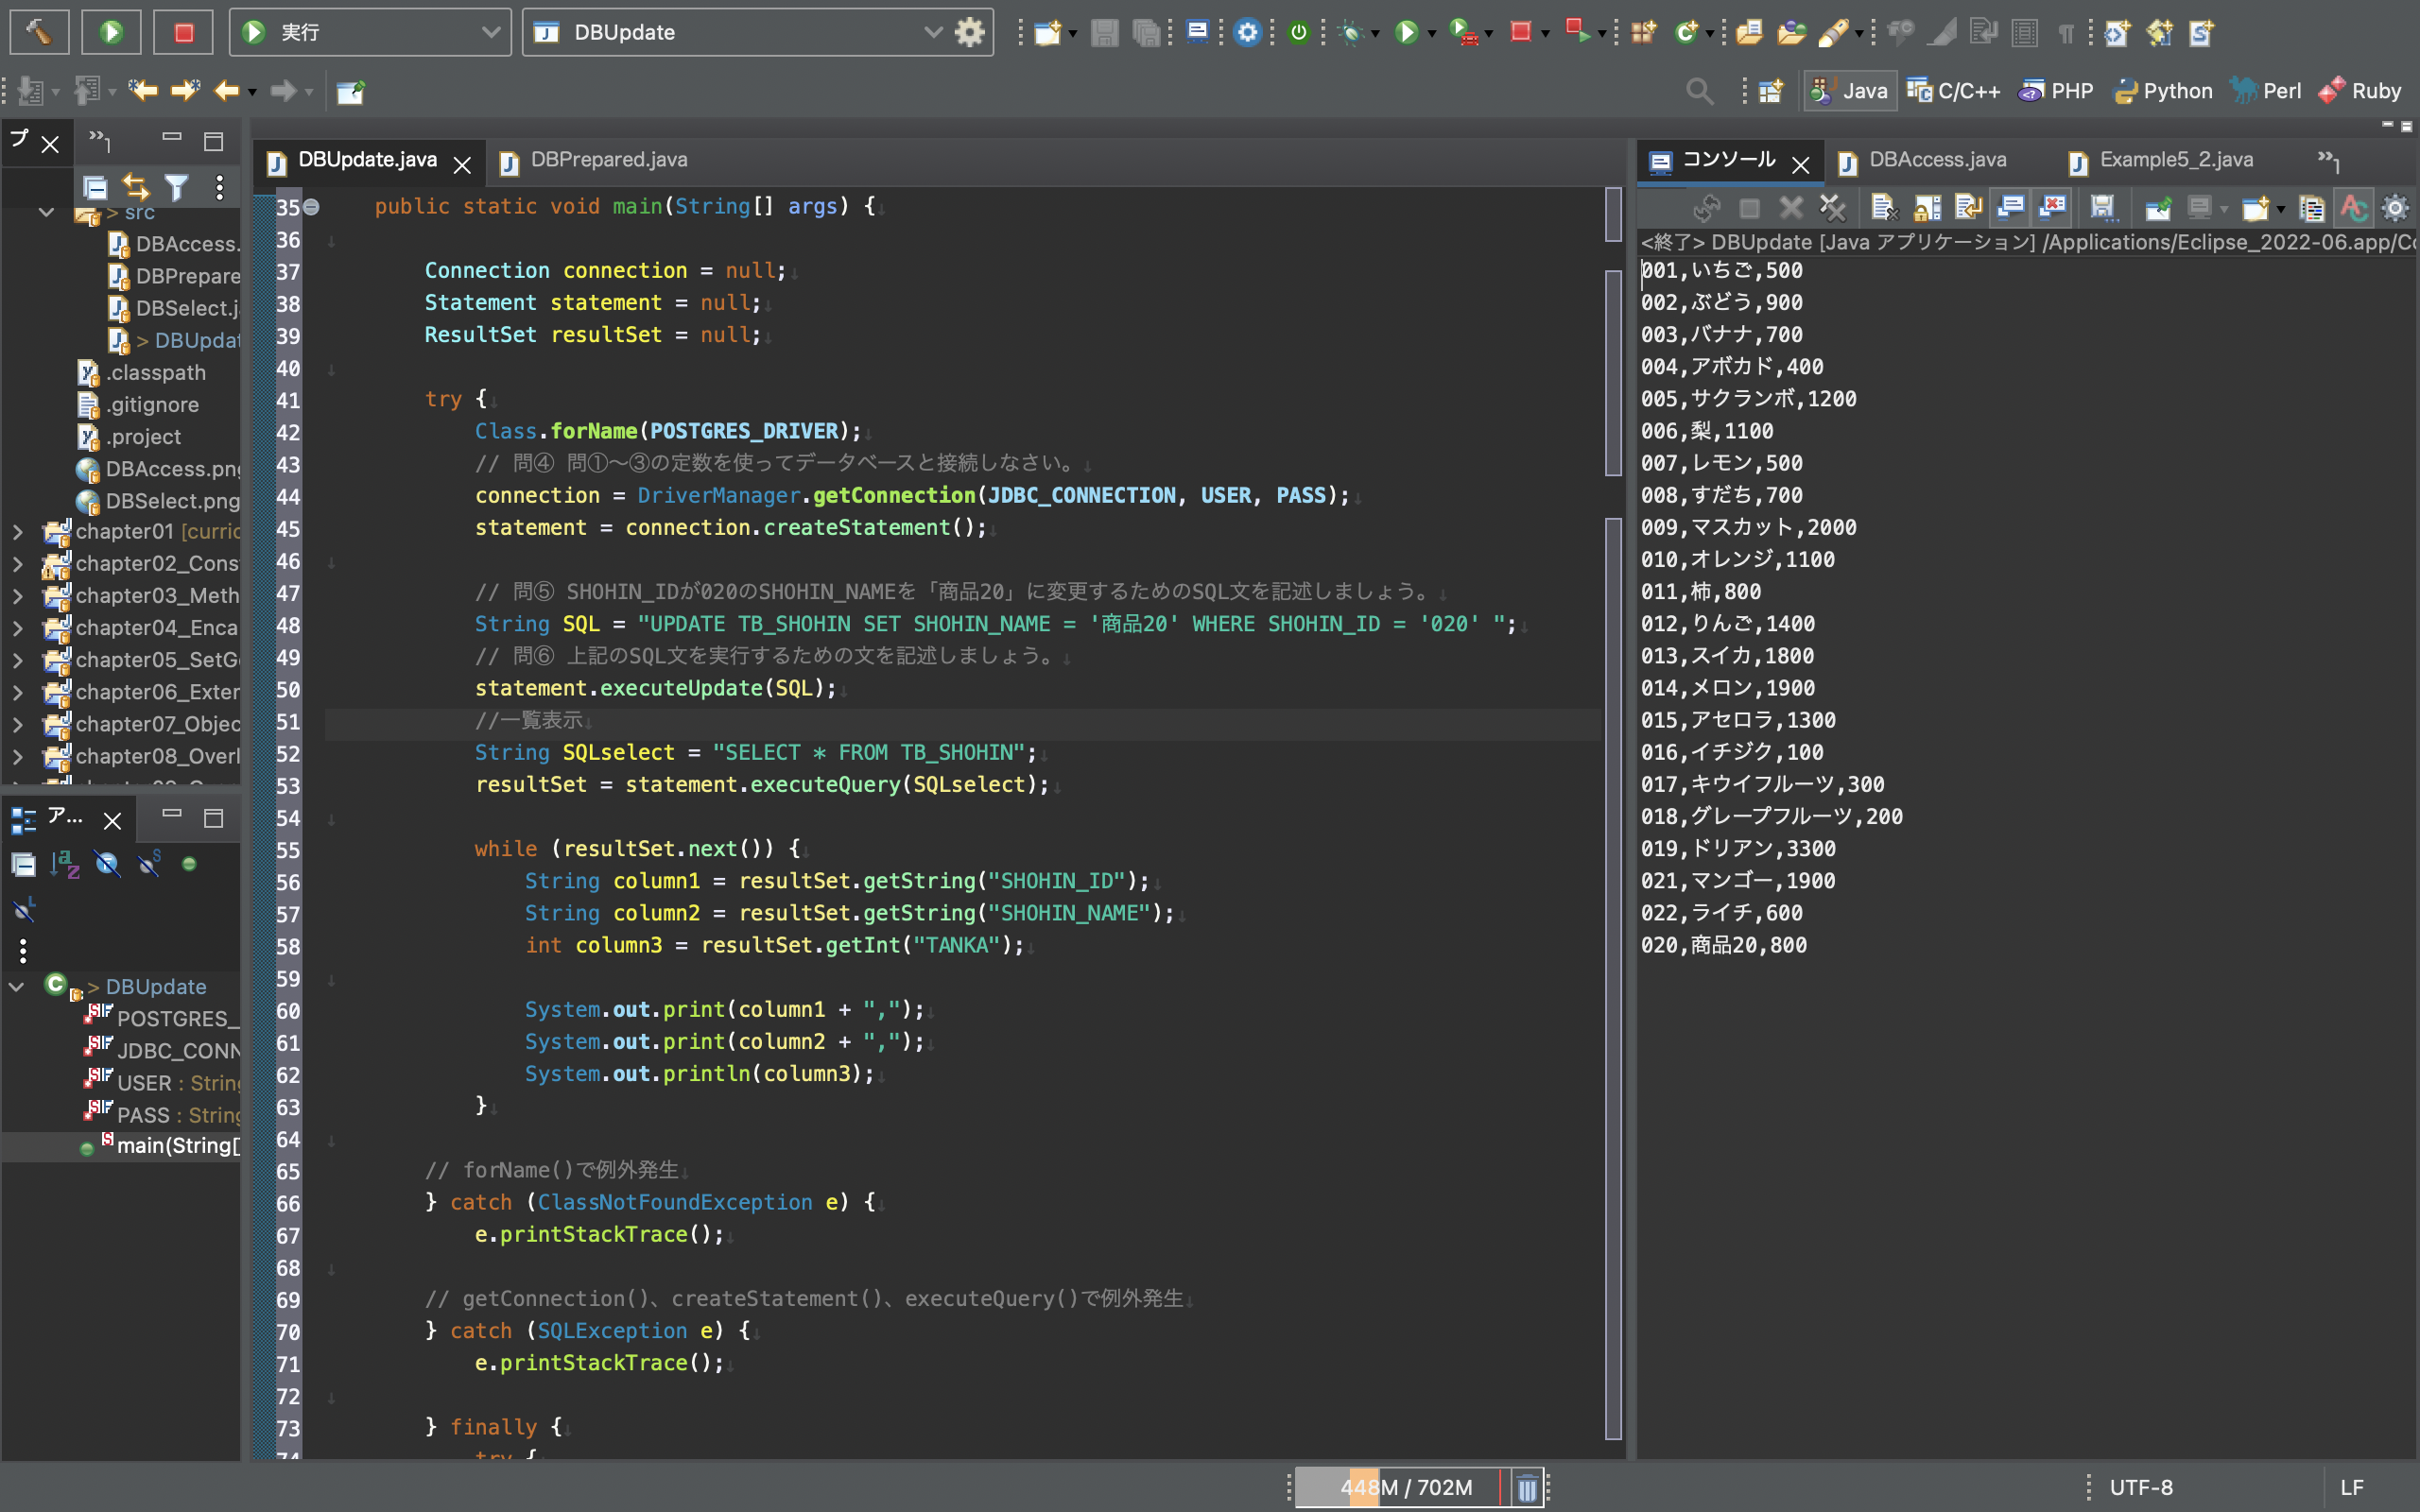 実行
DBUpdate
Java
C/C++
PHP
Python
Perl
Ruby
プ
»1
> src
DBAccess.
DBPrepare
DBSelect.j
> DBUpdat
.classpath
.gitignore
.project
DBAccess.png
DBSelect.png
chapter01 [curric
chapter02_Cons
chapter03_Meth
chapter04_Enca
chapter05_SetG
chapter06_Exter
chapter07_Objec
chapter08_Overl
ア...
> DBUpdate
POSTGRES_
JDBC_CONN
USER : String
PASS : String
main(String[
DBUpdate.java
DBPrepared.java
35 public static void main(String[] args) {↓
36 ↓
37 Connection connection = null;↓
38 Statement statement = null;↓
39 ResultSet resultSet = null;↓
40 ↓
41 try {↓
42 Class.forName(POSTGRES_DRIVER);↓
43 // 問④ 問①〜③の定数を使ってデータベースと接続しなさい。↓
44 connection = DriverManager.getConnection(JDBC_CONNECTION, USER, PASS);↓
45 statement = connection.createStatement();↓
46 ↓
47 // 問⑤ SHOHIN_IDが020のSHOHIN_NAMEを「商品20」に変更するためのSQL文を記述しましょう。↓
48 String SQL = "UPDATE TB_SHOHIN SET SHOHIN_NAME = '商品20' WHERE SHOHIN_ID = '020' ";↓
49 // 問⑥ 上記のSQL文を実行するための文を記述しましょう。↓
50 statement.executeUpdate(SQL);↓
51 //一覧表示↓
52 String SQLselect = "SELECT * FROM TB_SHOHIN";↓
53 resultSet = statement.executeQuery(SQLselect);↓
54 ↓
55 while (resultSet.next()) {↓
56 String column1 = resultSet.getString("SHOHIN_ID");↓
57 String column2 = resultSet.getString("SHOHIN_NAME");↓
58 int column3 = resultSet.getInt("TANKA");↓
59 ↓
60 System.out.print(column1 + ",");↓
61 System.out.print(column2 + ",");↓
62 System.out.println(column3);↓
63 }↓
64 ↓
65 // forName()で例外発生↓
66 } catch (ClassNotFoundException e) {↓
67 e.printStackTrace();↓
68 ↓
69 // getConnection()、createStatement()、executeQuery()で例外発生↓
70 } catch (SQLException e) {↓
71 e.printStackTrace();↓
72 ↓
73 } finally {↓
74 try {
コンソール
DBAccess.java
Example5_2.java
»1
<終了> DBUpdate [Java アプリケーション] /Applications/Eclipse_2022-06.app/Co
001,いちご,500
002,ぶどう,900
003,バナナ,700
004,アボカド,400
005,サクランボ,1200
006,梨,1100
007,レモン,500
008,すだち,700
009,マスカット,2000
010,オレンジ,1100
011,柿,800
012,りんご,1400
013,スイカ,1800
014,メロン,1900
015,アセロラ,1300
016,イチジク,100
017,キウイフルーツ,300
018,グレープフルーツ,200
019,ドリアン,3300
021,マンゴー,1900
022,ライチ,600
020,商品20,800
448M / 702M
UTF-8
LF